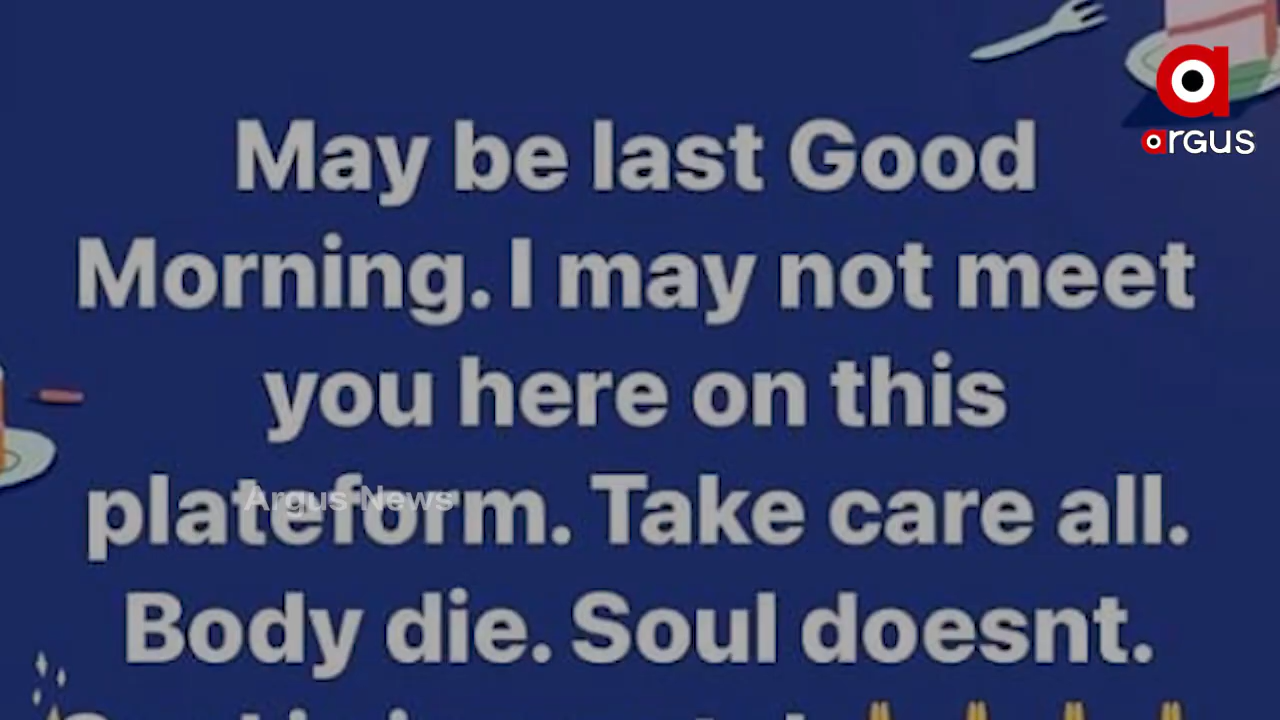 argus
May be last Good
Morning. I may not meet
you here on this
plateform. Take care all.
Argus News
Body die. Soul doesnt.